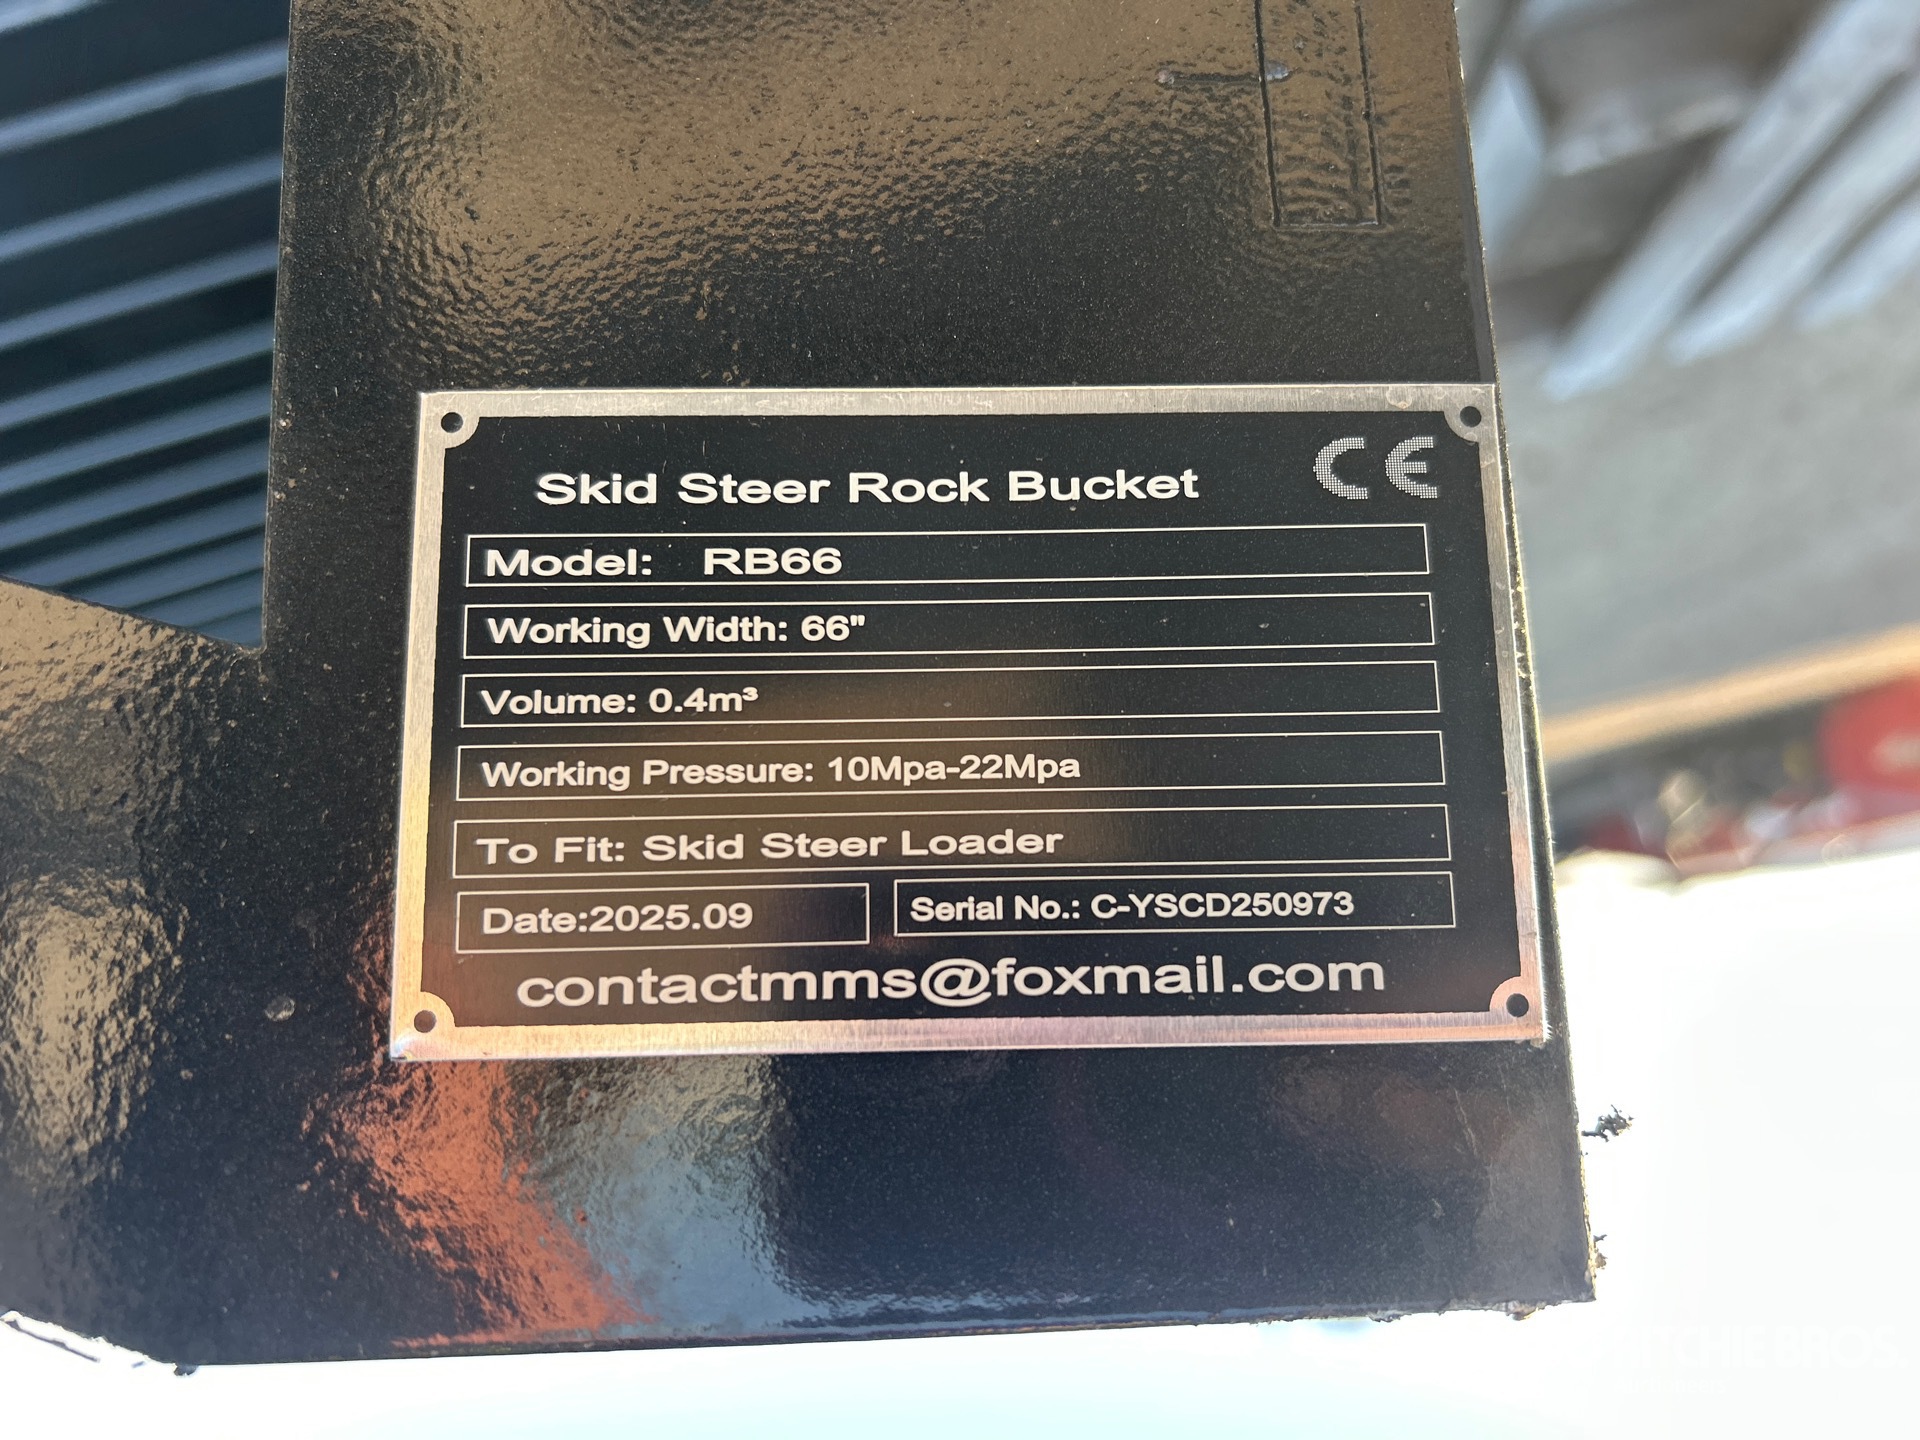 Skid Steer Rock Bucket CE
Model: RB66
Working Width: 66"
Volume: 0.4m³
Working Pressure: 10Mpa-22Mpa
To Fit: Skid Steer Loader
Date:2025.09 Serial No.: C-YSCD250973
contactmms@foxmail.com